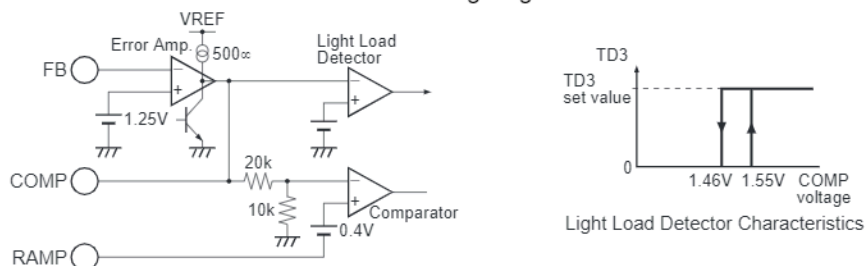 VREF
Error Amp.
500∝
FB
1.25V
Light Load
Detector
COMP
20k
10k
Comparator
0.4V
RAMP
TD3
TD3
set value
0
1.46V 1.55V COMP
voltage
Light Load Detector Characteristics